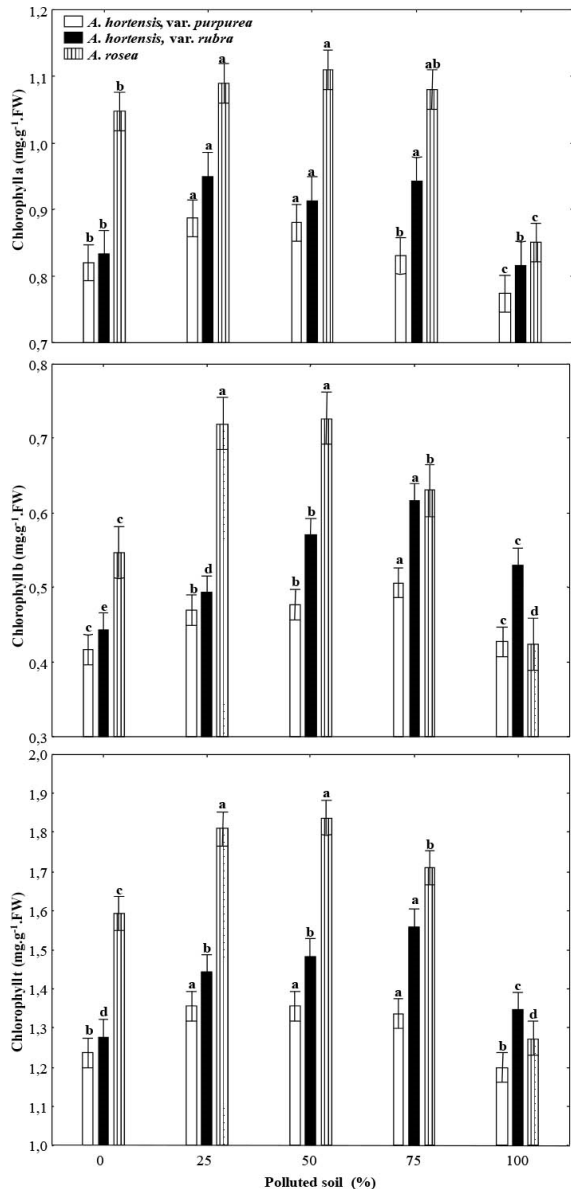 A. hortensis, var. purpurea
A. hortensis, var. rubra
A. rosea
Chlorophyll a (mg.g-1.FW)
1,2
1,1
1,0
0,9
0,8
0,7
b b b
a a a
a a a
b a ab
c b c
Chlorophyll b (mg.g-1.FW)
0,8
0,7
0,6
0,5
0,4
0,3
c e c
b d a
b b a
a a b
c c d
Chlorophyll t (mg.g-1.FW)
2,0
1,9
1,8
1,7
1,6
1,5
1,4
1,3
1,2
1,1
1,0
b d c
a b a
a b a
a a b
b c d
0 25 50 75 100
Polluted soil (%)